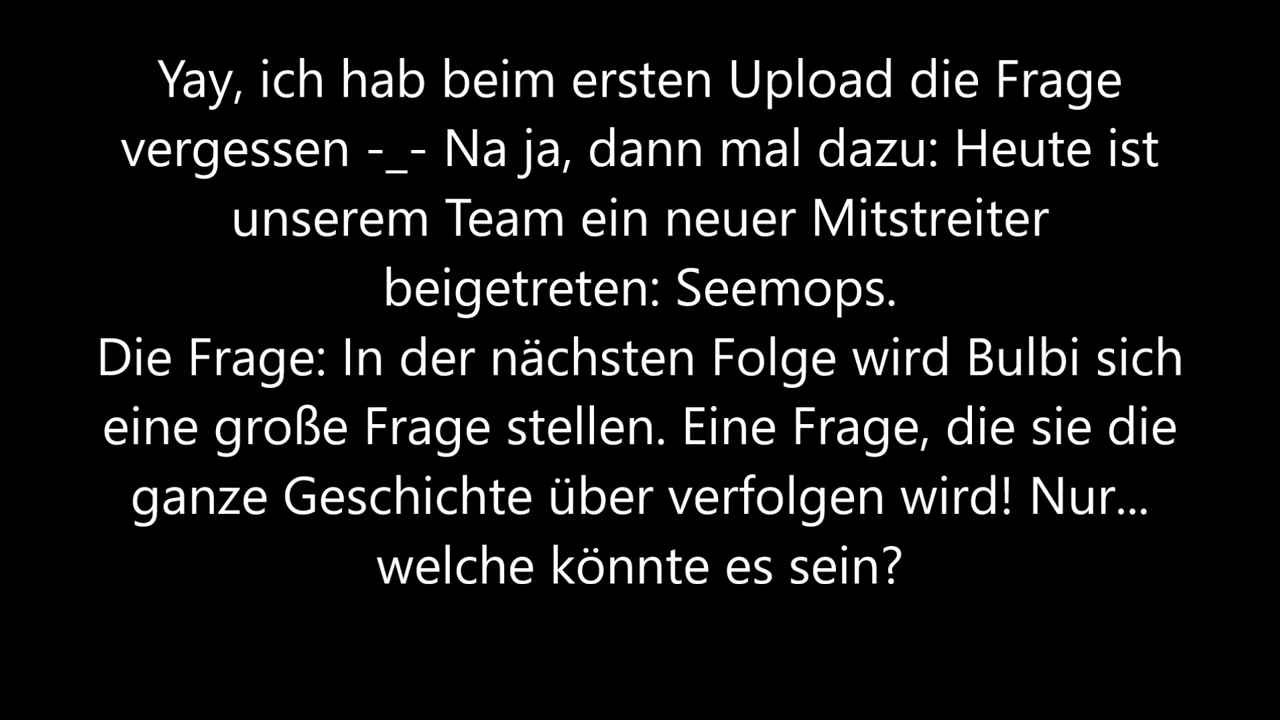 Yay, ich hab beim ersten Upload die Frage
vergessen -_- Na ja, dann mal dazu: Heute ist
unserem Team ein neuer Mitstreiter
beigetreten: Seemops.
Die Frage: In der nächsten Folge wird Bulbi sich
eine große Frage stellen. Eine Frage, die sie die
ganze Geschichte über verfolgen wird! Nur...
welche könnte es sein?